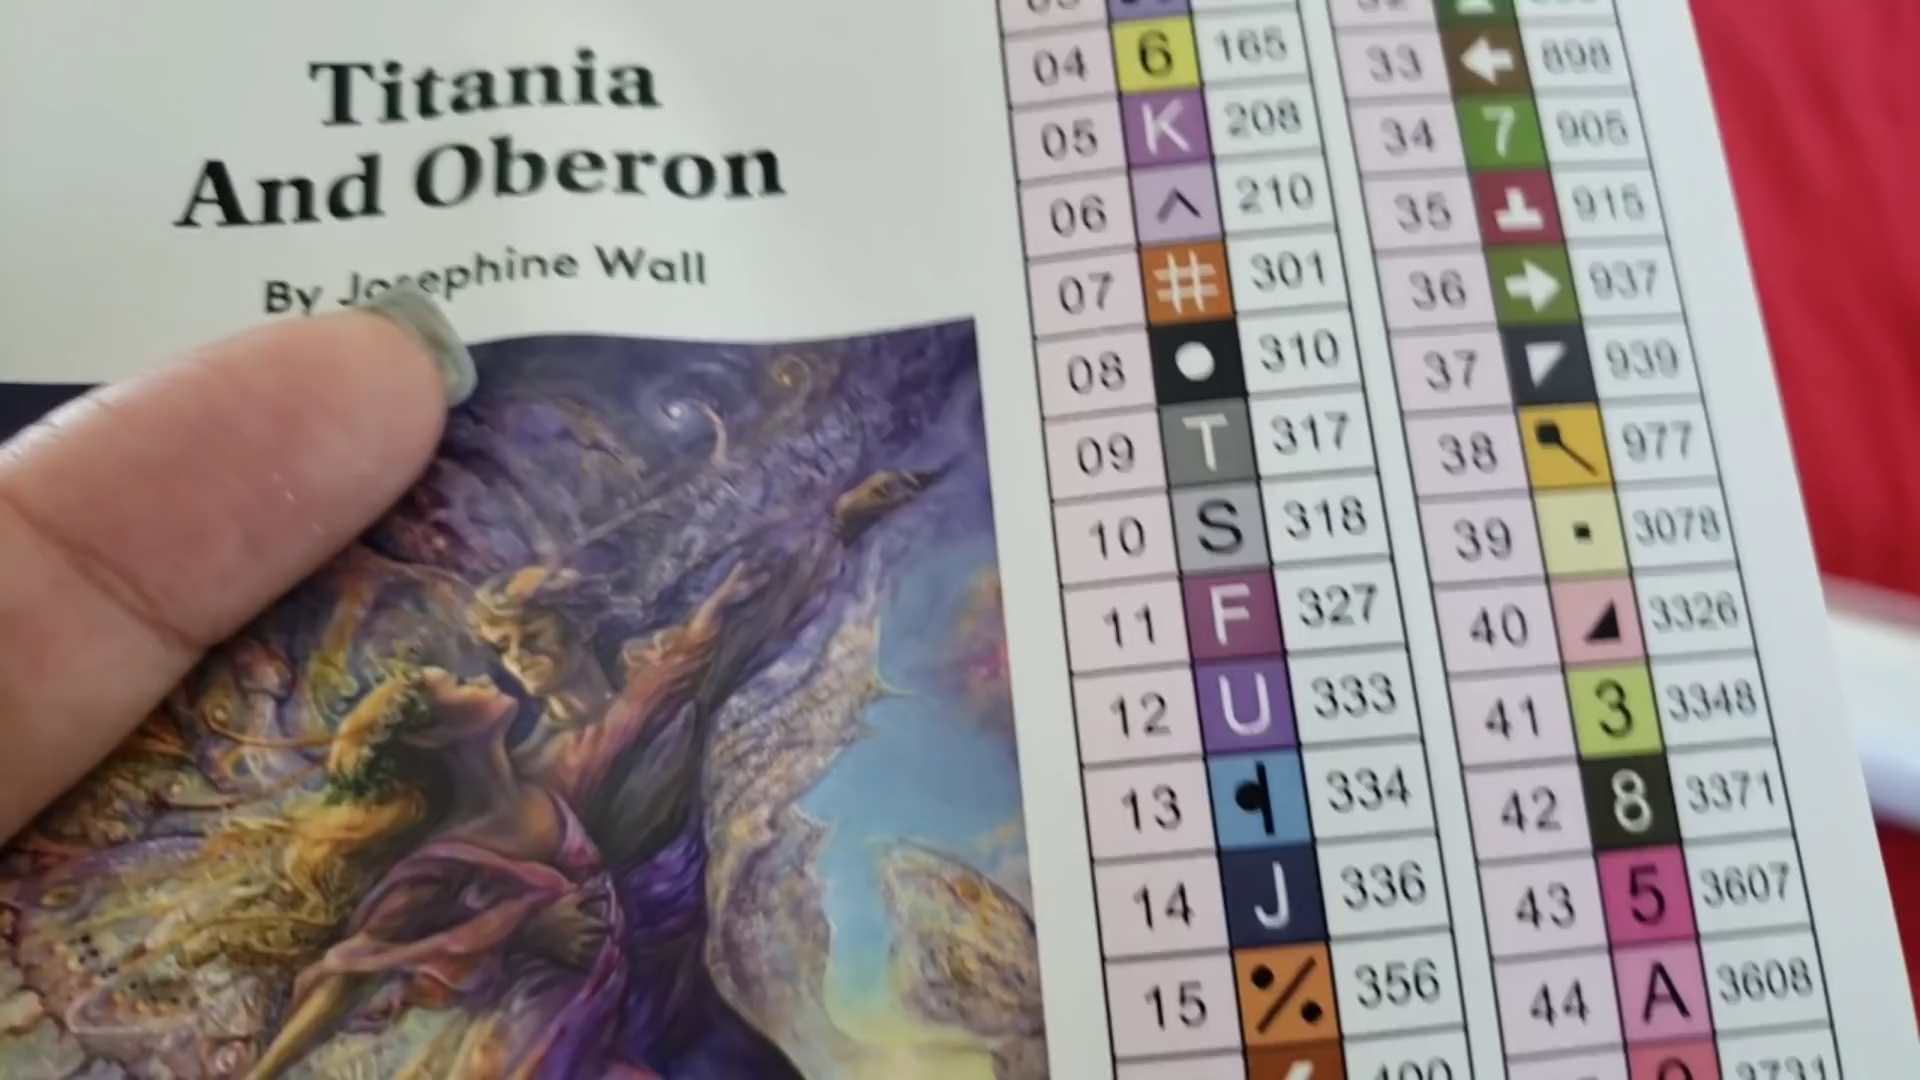 Titania
And Oberon
By Josephine Wall
04 6 165
05 K 208
06 ^ 210
07 # 301
08 ● 310
09 T 317
10 S 318
11 F 327
12 U 333
13 334
14 J 336
15 ٪ 356
33 ← 898
34 7 905
35 ⊥ 915
36 → 937
37 ◤ 939
38 977
39 ▪ 3078
40 ◢ 3326
41 3 3348
42 8 3371
43 5 3607
44 A 3608